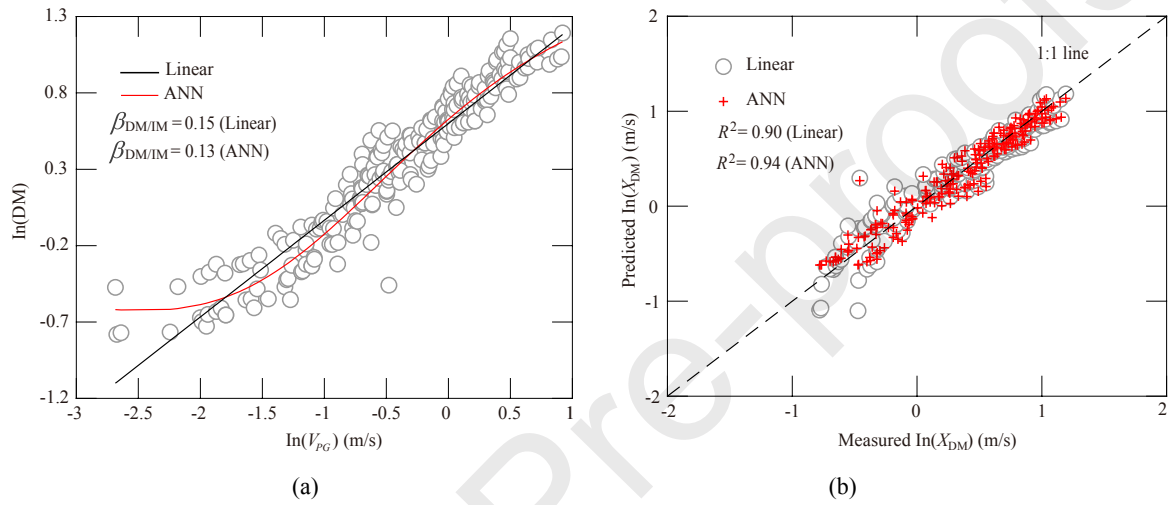 1.3
0.8
0.3
-0.2
-0.7
-1.2
ln(DM)
Linear
ANN
βDM/IM = 0.15 (Linear)
βDM/IM = 0.13 (ANN)
-3 -2.5 -2 -1.5 -1 -0.5 0 0.5 1
ln(VPG) (m/s)
(a)
2
1
0
-1
-2
Predicted ln(XDM) (m/s)
1:1 line
Linear
ANN
R²= 0.90 (Linear)
R²= 0.94 (ANN)
-2 -1 0 1 2
Measured ln(XDM) (m/s)
(b)
Pre-proo